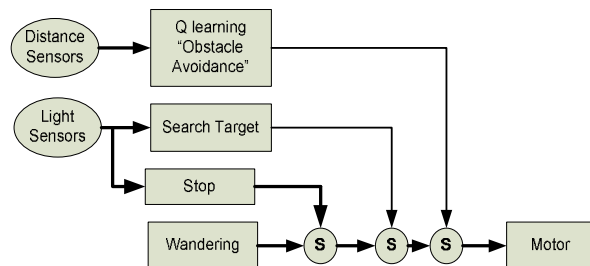 Distance
Sensors
Q learning
“Obstacle
Avoidance”
Light
Sensors
Search Target
Stop
Wandering
S
S
S
Motor